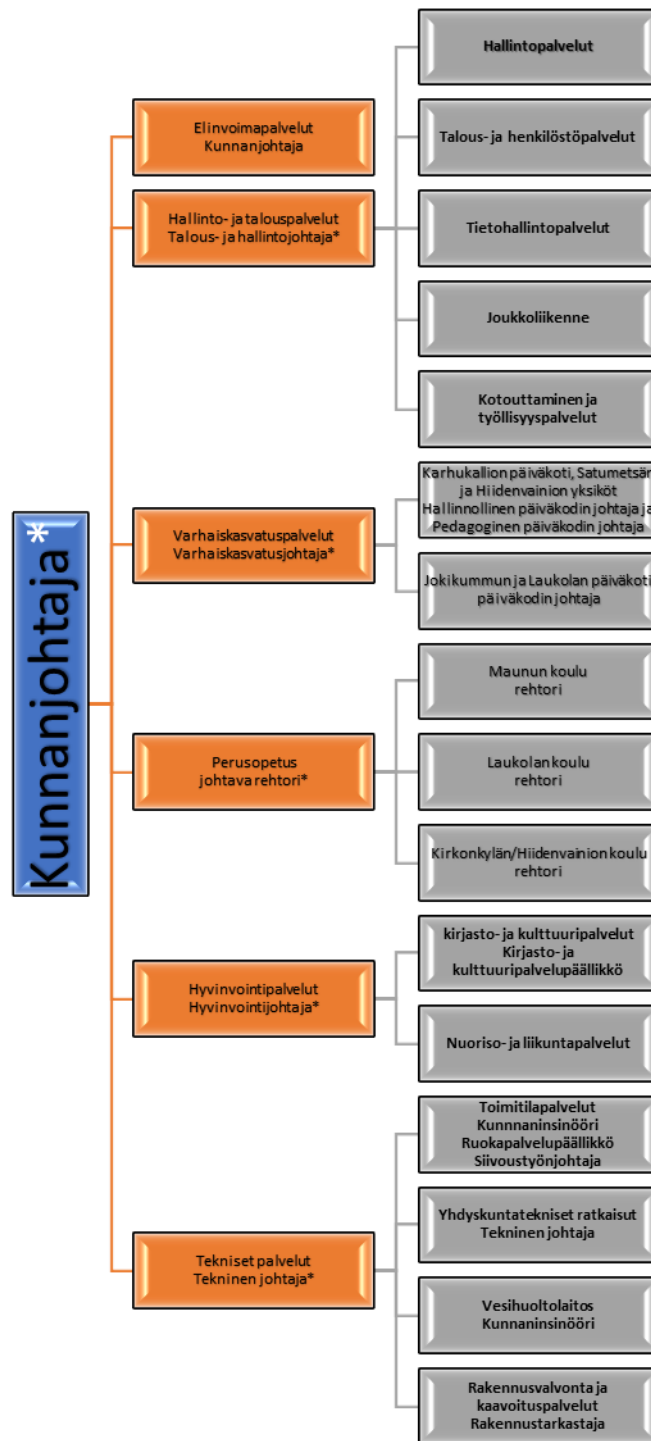 Kunnanjohtaja*
Elinvoimapalvelut
Kunnanjohtaja
Hallinto- ja talouspalvelut
Talous- ja hallintojohtaja*
Hallintopalvelut
Talous- ja henkilöstöpalvelut
Tietohallintopalvelut
Joukkoliikenne
Kotouttaminen ja
työllisyyspalvelut
Varhaiskasvatuspalvelut
Varhaiskasvatusjohtaja*
Karhukallion päiväkoti, Satumetsän
ja Hiidenvainion yksiköt
Hallinnollinen päiväkodin johtaja ja
Pedagoginen päiväkodin johtaja
Jokikummun ja Laukolan päiväkoti
päiväkodin johtaja
Perusopetus
johtava rehtori*
Maunun koulu
rehtori
Laukolan koulu
rehtori
Kirkonkylän/Hiidenvainion koulu
rehtori
Hyvinvointipalvelut
Hyvinvointijohtaja*
kirjasto- ja kulttuuripalvelut
Kirjasto- ja
kulttuuripalvelupäällikkö
Nuoriso- ja liikuntapalvelut
Tekniset palvelut
Tekninen johtaja*
Toimitilapalvelut
Kunnnaninsinööri
Ruokapalvelupäällikkö
Siivoustyönjohtaja
Yhdyskuntatekniset ratkaisut
Tekninen johtaja
Vesihuoltolaitos
Kunnaninsinööri
Rakennusvalvonta ja
kaavoituspalvelut
Rakennustarkastaja